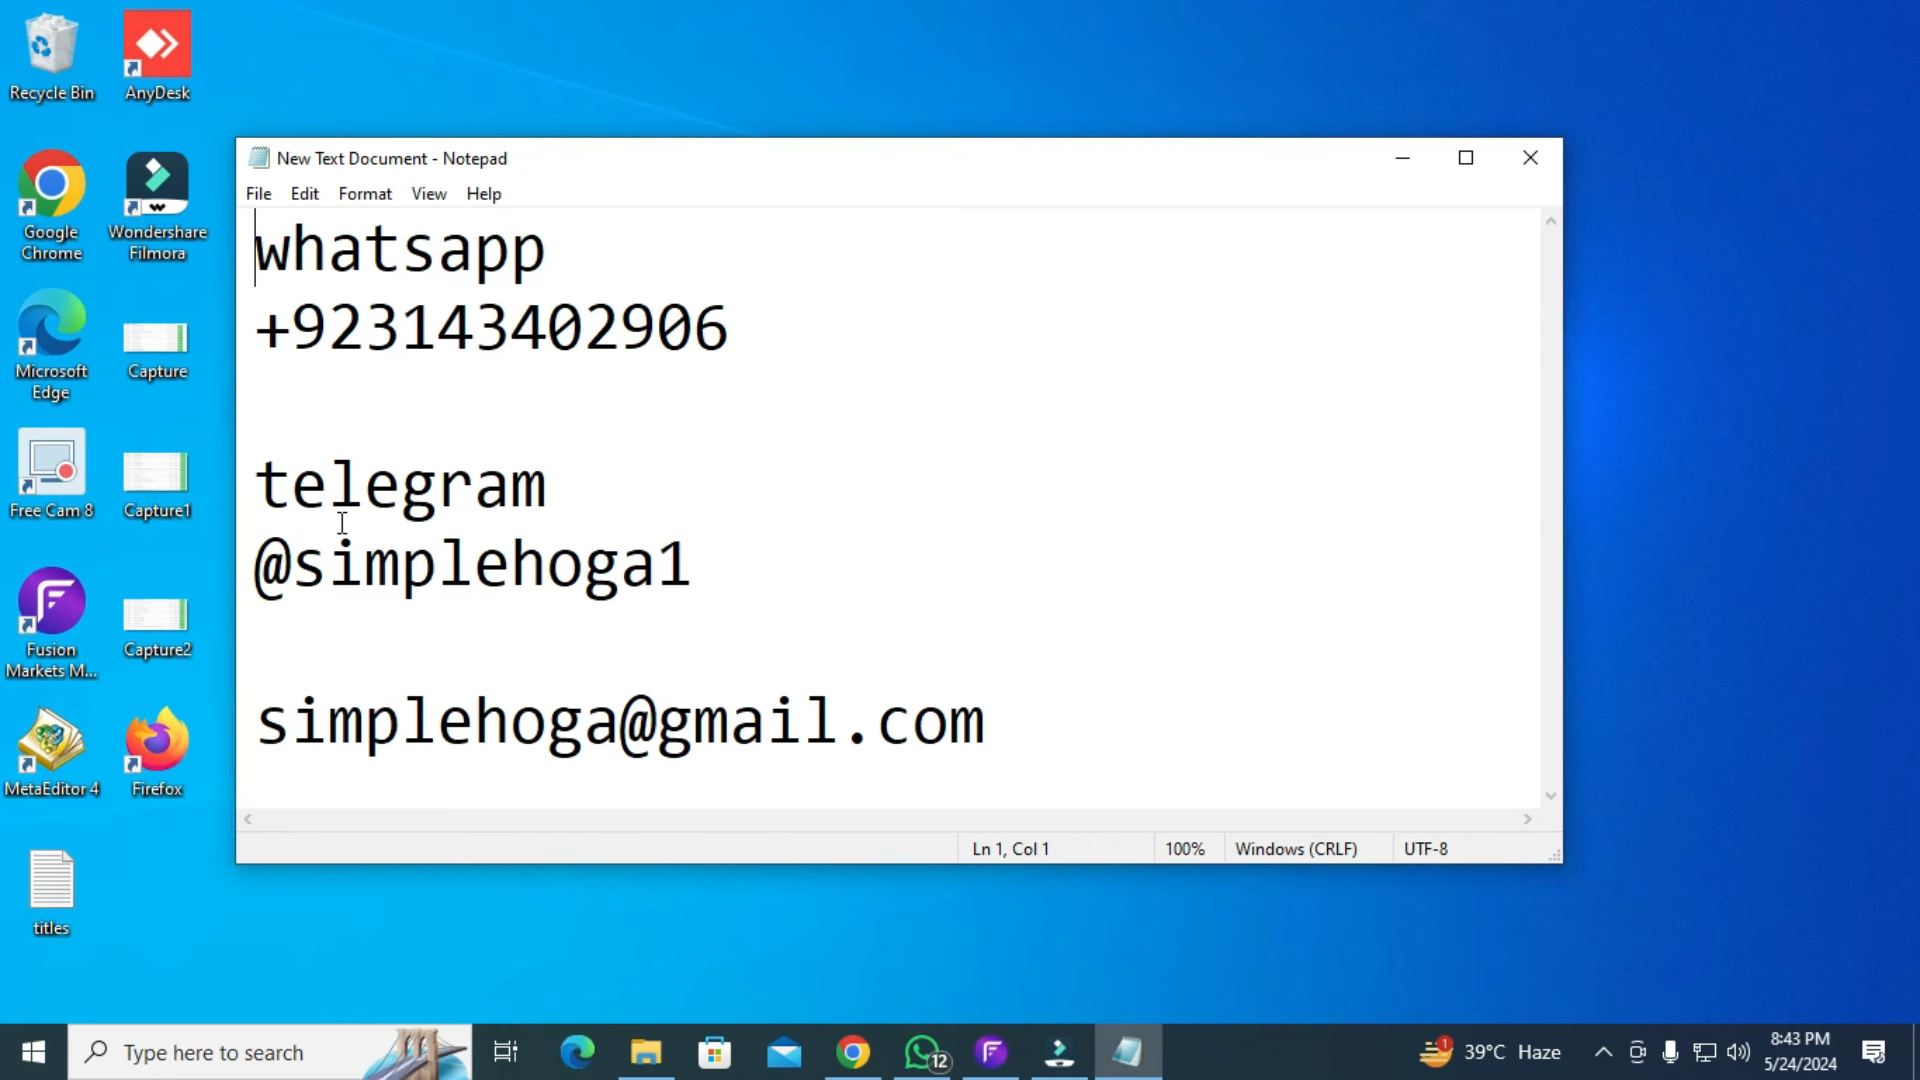 Recycle Bin
AnyDesk
Google
Chrome
Wondershare
Filmora
Microsoft
Edge
Capture
Free Cam 8
Capture1
Fusion
Markets M...
Capture2
MetaEditor 4
Firefox
titles
New Text Document - Notepad
File Edit Format View Help
whatsapp
+923143402906
telegram
@simplehoga1
simplehoga@gmail.com
Ln 1, Col 1 100% Windows (CRLF) UTF-8
Type here to search
12
1
39°C Haze
8:43 PM
5/24/2024